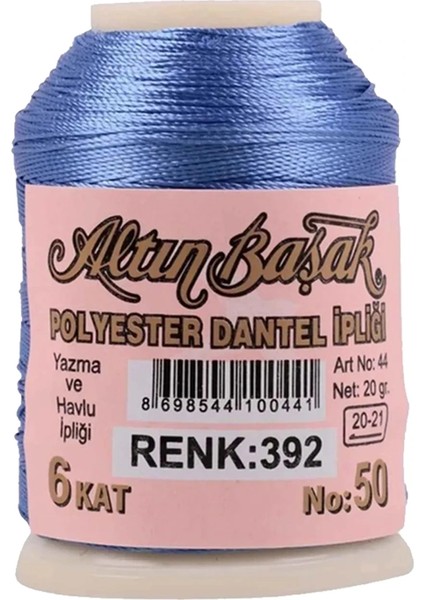 Altın Başak
POLYESTER DANTEL İPLİĞİ
Yazma
ve
Havlu
İpliği
8 698544 100441
Art No: 44
Net: 20 gr.
20-21
RENK:392
6 KAT
No: 50